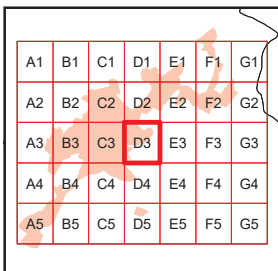 A1 B1 C1 D1 E1 F1 G1
A2 B2 C2 D2 E2 F2 G2
A3 B3 C3 D3 E3 F3 G3
A4 B4 C4 D4 E4 F4 G4
A5 B5 C5 D5 E5 F5 G5